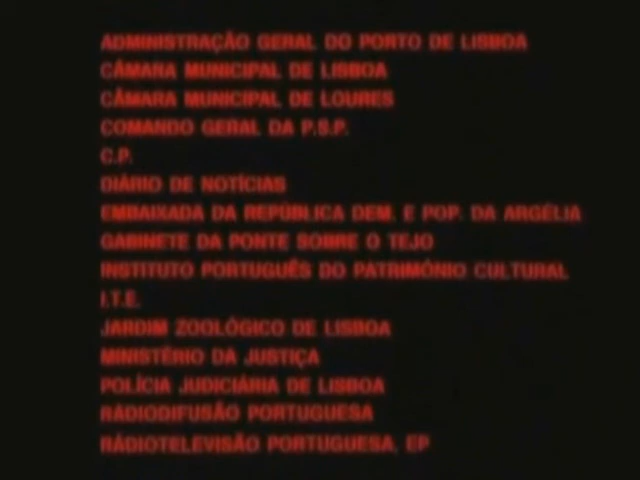 ADMINISTRAÇÃO GERAL DO PORTO DE LISBOA
CÂMARA MUNICIPAL DE LISBOA
CÂMARA MUNICIPAL DE LOURES
COMANDO GERAL DA P.S.P.
C.P.
DIÁRIO DE NOTÍCIAS
EMBAIXADA DA REPÚBLICA DEM. E POP. DA ARGÉLIA
GABINETE DA PONTE SOBRE O TEJO
INSTITUTO PORTUGUÊS DO PATRIMÓNIO CULTURAL
I.T.E.
JARDIM ZOOLÓGICO DE LISBOA
MINISTÉRIO DA JUSTIÇA
POLÍCIA JUDICIÁRIA DE LISBOA
RÁDIODIFUSÃO PORTUGUESA
RÁDIOTELEVISÃO PORTUGUESA, EP